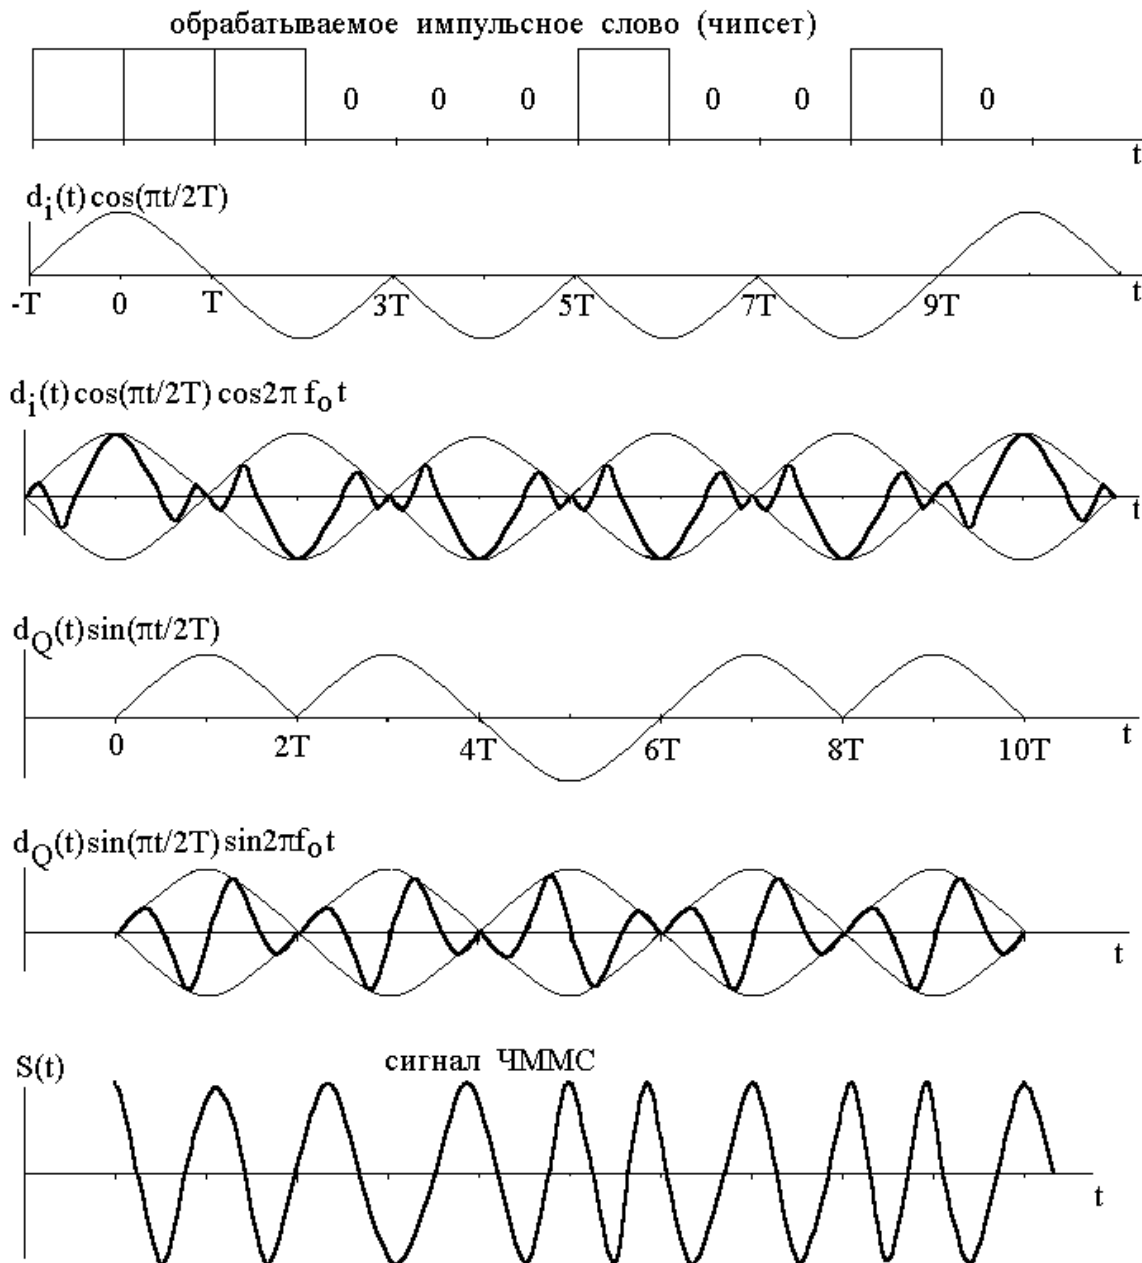 обрабатываемое импульсное слово (чипсет)
0 0 0 0 0 0
t
d_i(t)cos(πt/2T)
-T 0 T 3T 5T 7T 9T t
d_i(t)cos(πt/2T)cos2π f_o t
t
d_Q(t)sin(πt/2T)
0 2T 4T 6T 8T 10T t
d_Q(t)sin(πt/2T)sin2πf_o t
t
S(t) сигнал ЧММС
t